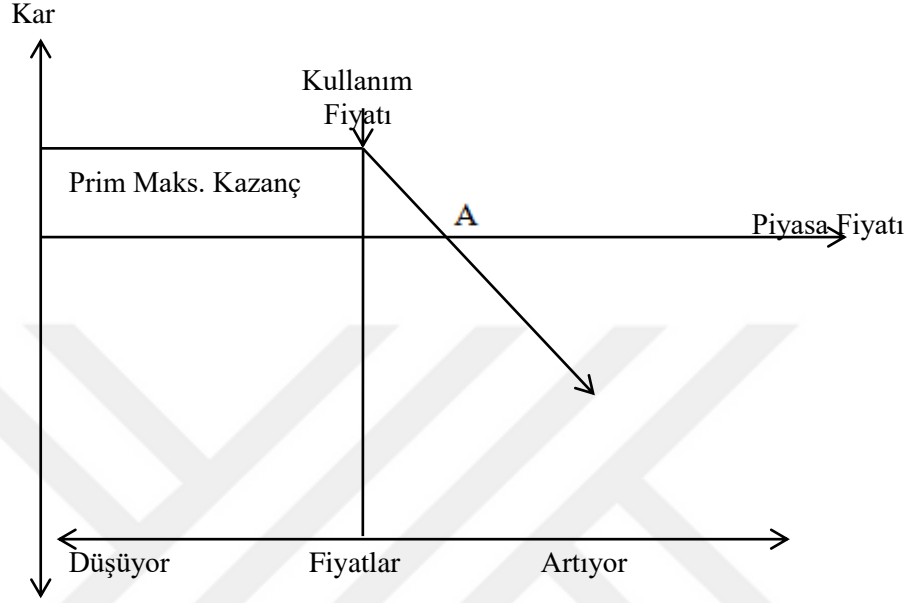 Kar
Kullanım
Fiyatı
Prim Maks. Kazanç
A
Piyasa Fiyatı
Düşüyor
Fiyatlar
Artıyor